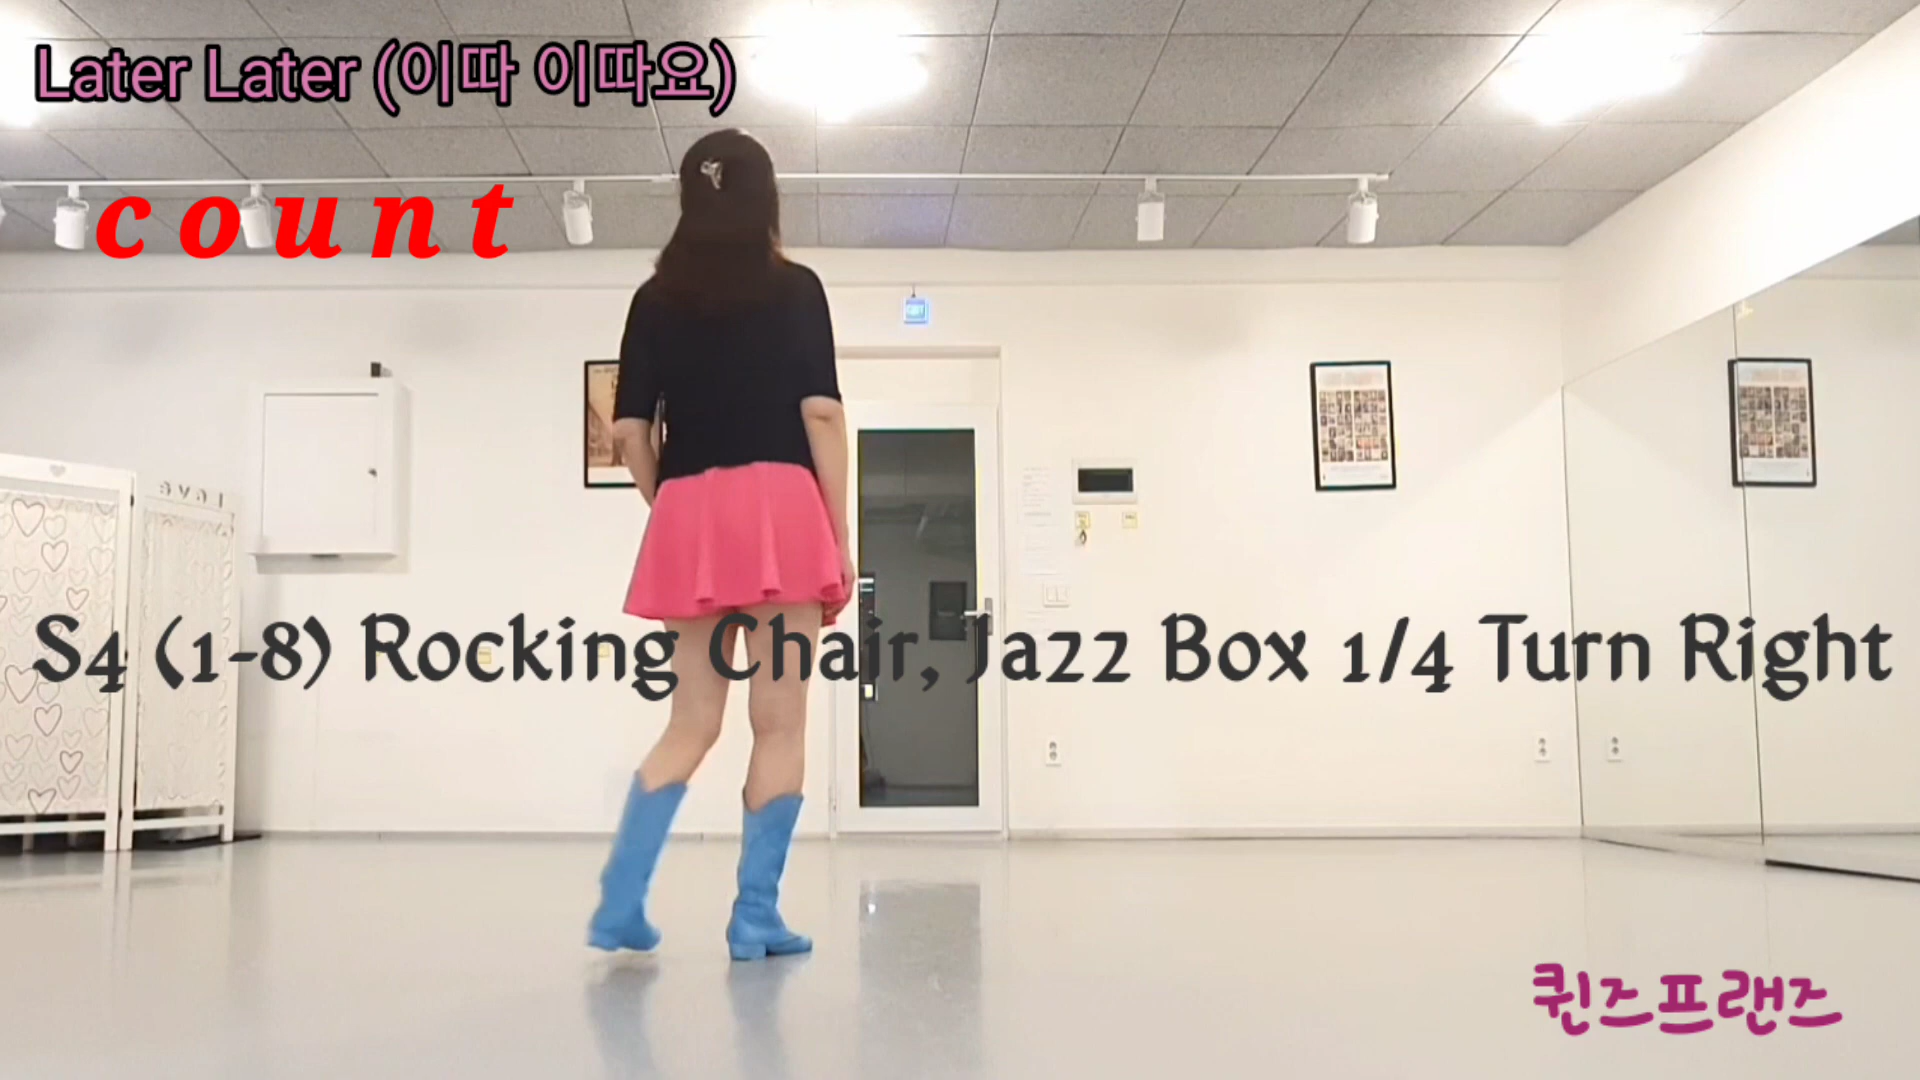 Later Later (이따 이따요)
count
S4 (1-8) Rocking Chair, Jazz Box 1/4 Turn Right
퀸즈프랜즈